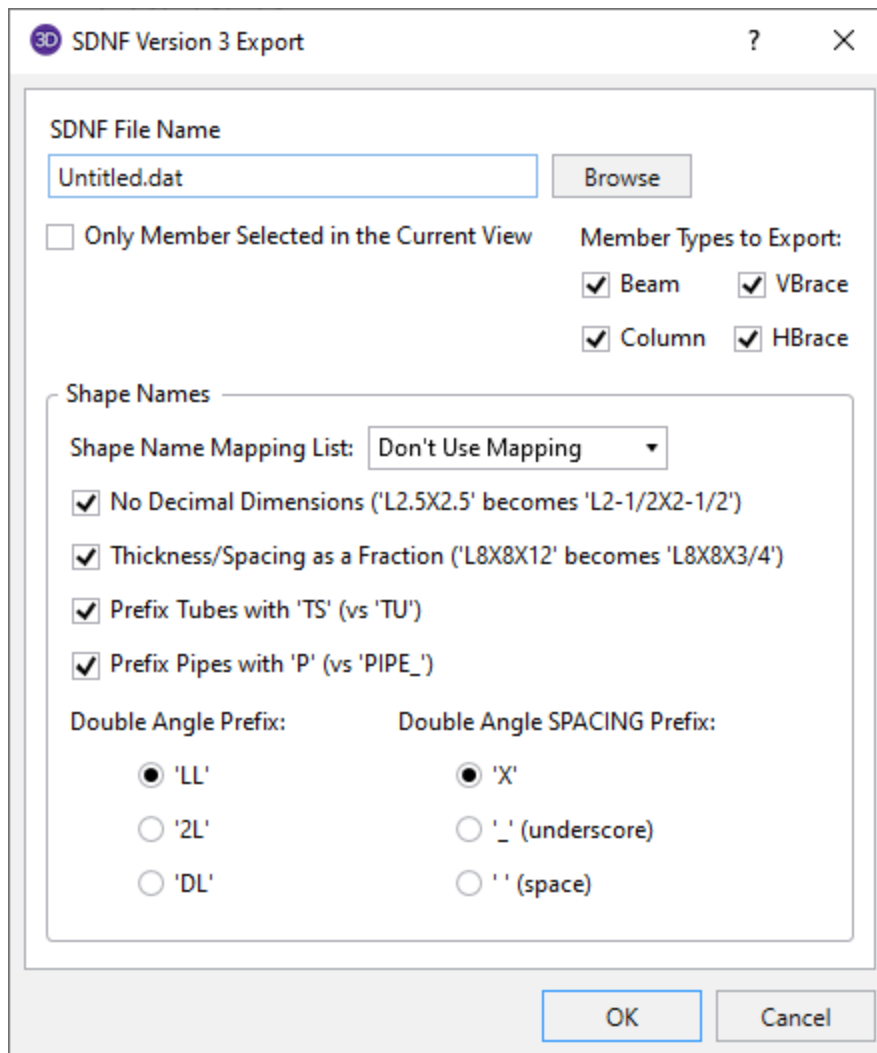 3D SDNF Version 3 Export ?
SDNF File Name
Untitled.dat Browse
Only Member Selected in the Current View Member Types to Export:
Beam VBrace
Column HBrace
Shape Names
Shape Name Mapping List: Don't Use Mapping
No Decimal Dimensions ('L2.5X2.5' becomes 'L2-1/2X2-1/2')
Thickness/Spacing as a Fraction ('L8X8X12' becomes 'L8X8X3/4')
Prefix Tubes with 'TS' (vs 'TU')
Prefix Pipes with 'P' (vs 'PIPE_')
Double Angle Prefix: Double Angle SPACING Prefix:
'LL' 'X'
'2L' '_' (underscore)
'DL' ' ' (space)
OK Cancel